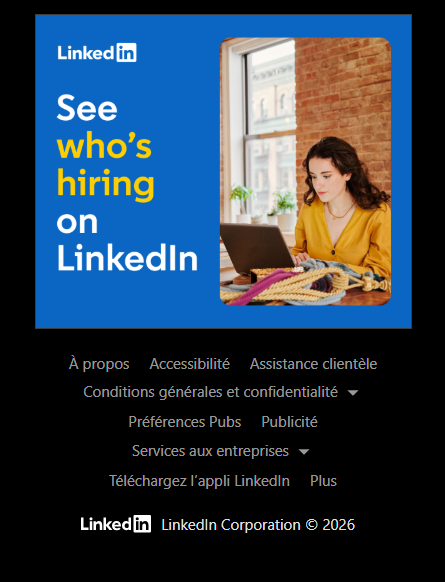 LinkedIn
See
who's
hiring
on
LinkedIn
À propos Accessibilité Assistance clientèle
Conditions générales et confidentialité
Préférences Pubs Publicité
Services aux entreprises
Téléchargez l’appli LinkedIn Plus
LinkedIn LinkedIn Corporation © 2026